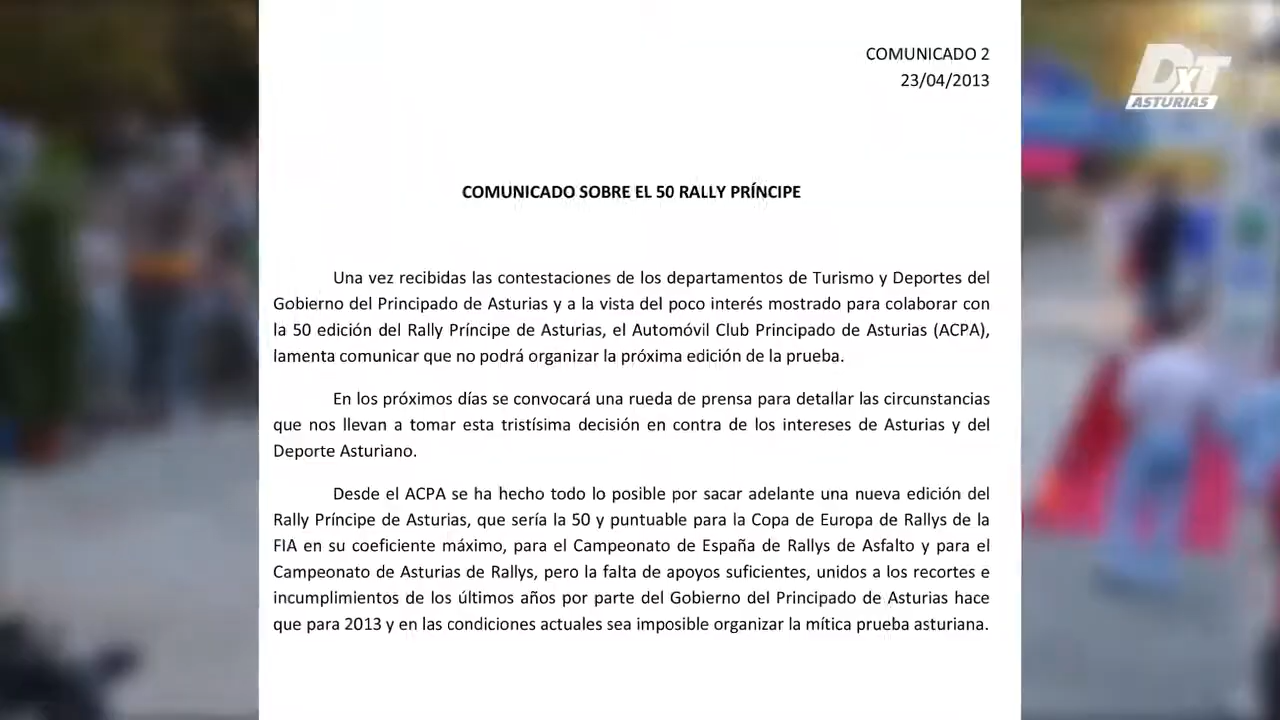 COMUNICADO 2
23/04/2013
DxT
ASTURIAS
COMUNICADO SOBRE EL 50 RALLY PRÍNCIPE
Una vez recibidas las contestaciones de los departamentos de Turismo y Deportes del
Gobierno del Principado de Asturias y a la vista del poco interés mostrado para colaborar con
la 50 edición del Rally Príncipe de Asturias, el Automóvil Club Principado de Asturias (ACPA),
lamenta comunicar que no podrá organizar la próxima edición de la prueba.
En los próximos días se convocará una rueda de prensa para detallar las circunstancias
que nos llevan a tomar esta tristísima decisión en contra de los intereses de Asturias y del
Deporte Asturiano.
Desde el ACPA se ha hecho todo lo posible por sacar adelante una nueva edición del
Rally Príncipe de Asturias, que sería la 50 y puntuable para la Copa de Europa de Rallys de la
FIA en su coeficiente máximo, para el Campeonato de España de Rallys de Asfalto y para el
Campeonato de Asturias de Rallys, pero la falta de apoyos suficientes, unidos a los recortes e
incumplimientos de los últimos años por parte del Gobierno del Principado de Asturias hace
que para 2013 y en las condiciones actuales sea imposible organizar la mítica prueba asturiana.